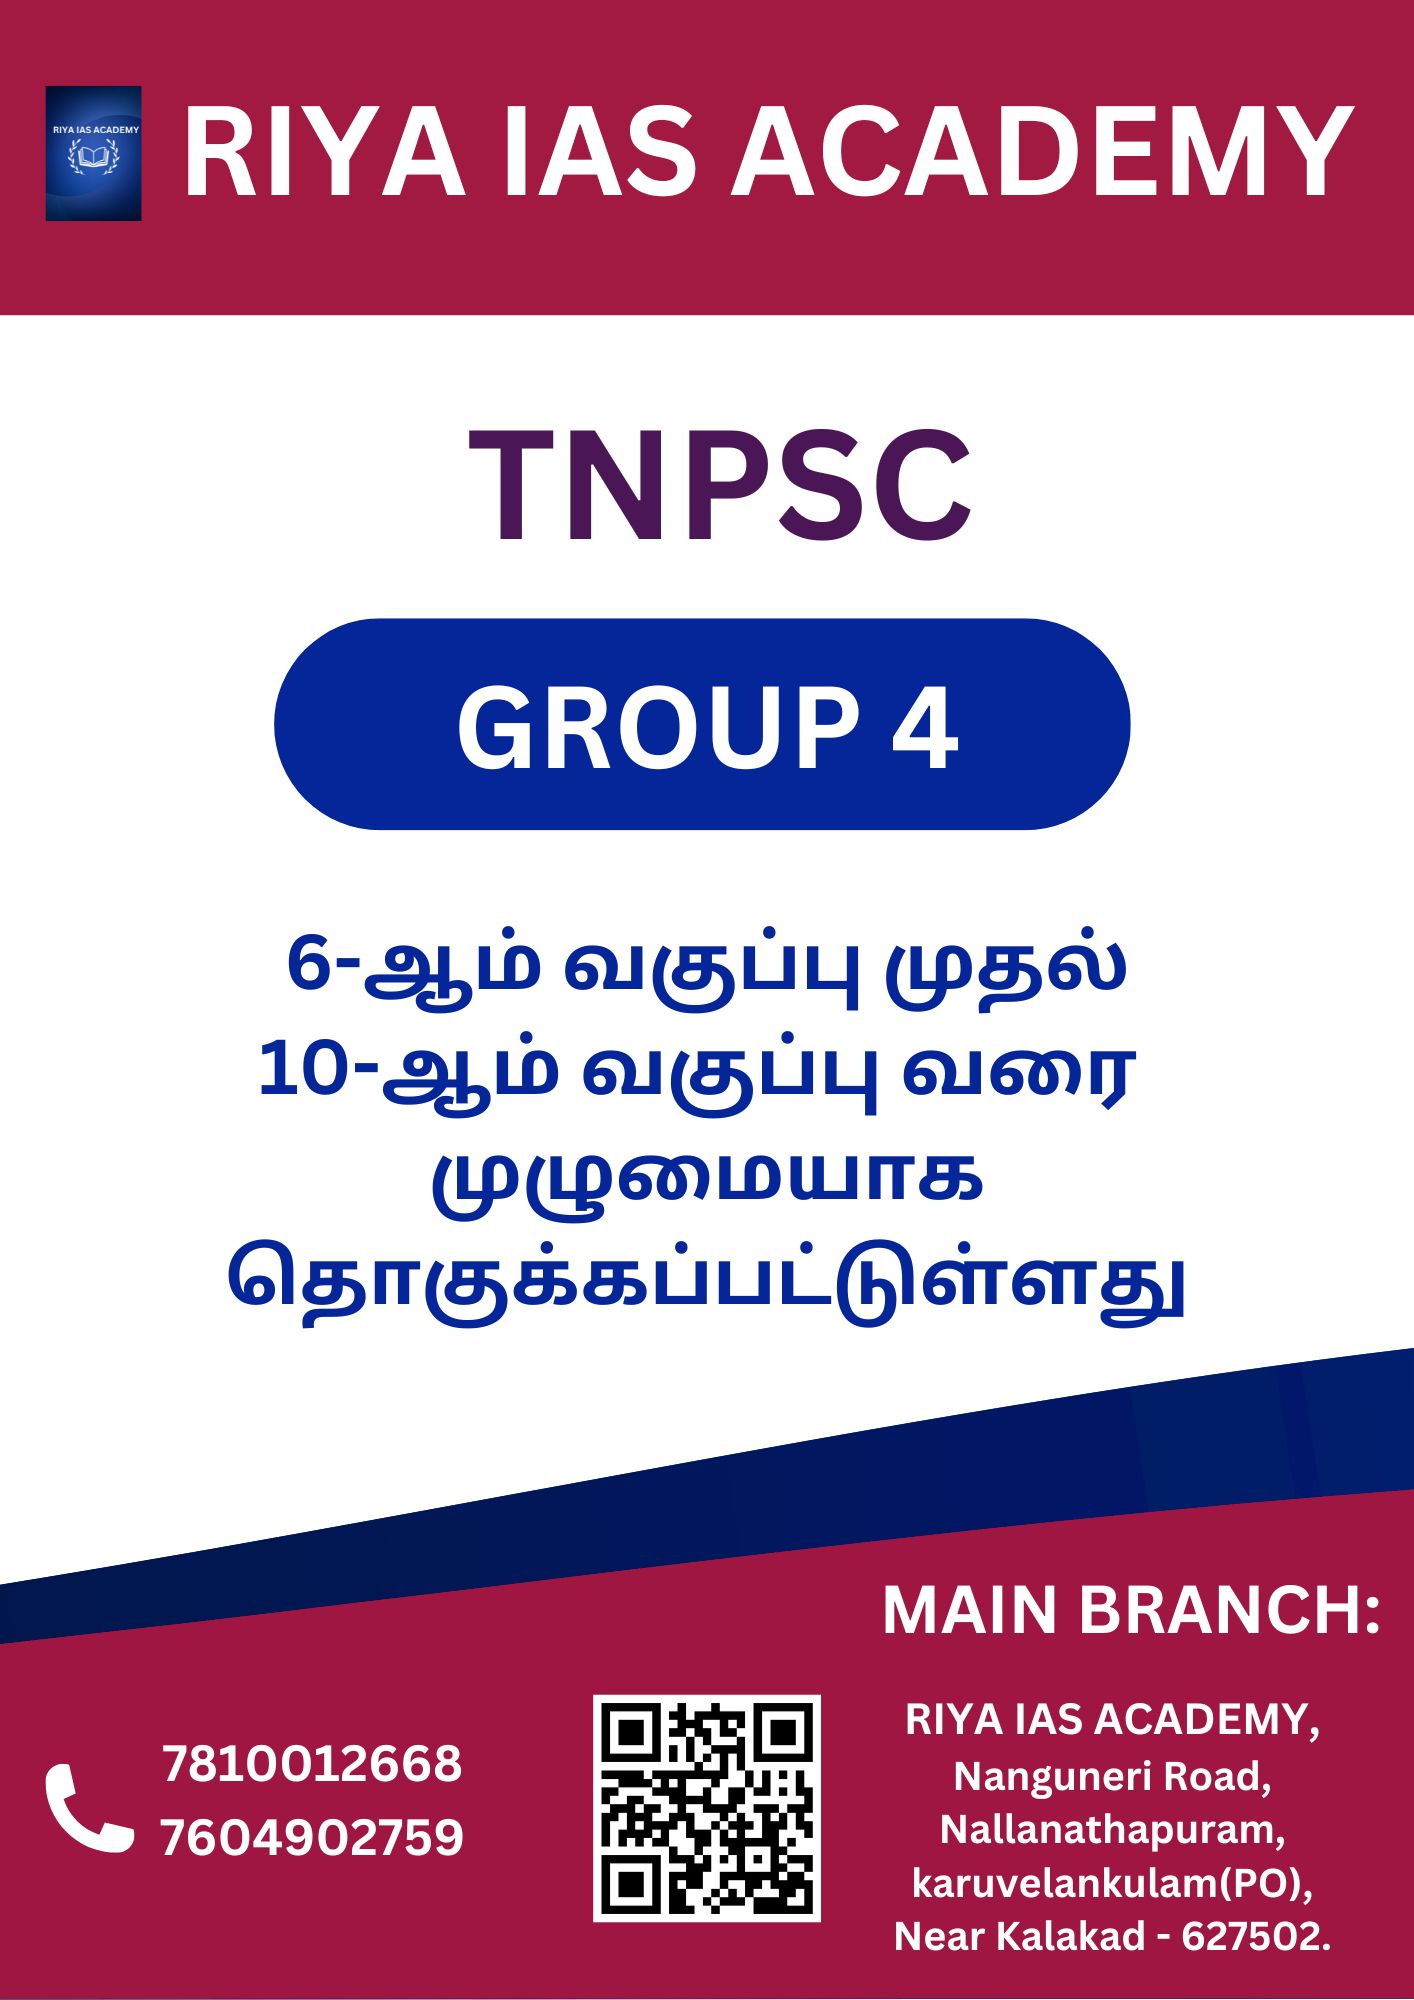 RIYA IAS ACADEMY
RIYA IAS ACADEMY
TNPSC
GROUP 4
6-ஆம் வகுப்பு முதல்
10-ஆம் வகுப்பு வரை
முழுமையாக
தொகுக்கப்பட்டுள்ளது
MAIN BRANCH:
7810012668
7604902759
RIYA IAS ACADEMY,
Nanguneri Road,
Nallanathapuram,
karuvelankulam(PO),
Near Kalakad - 627502.